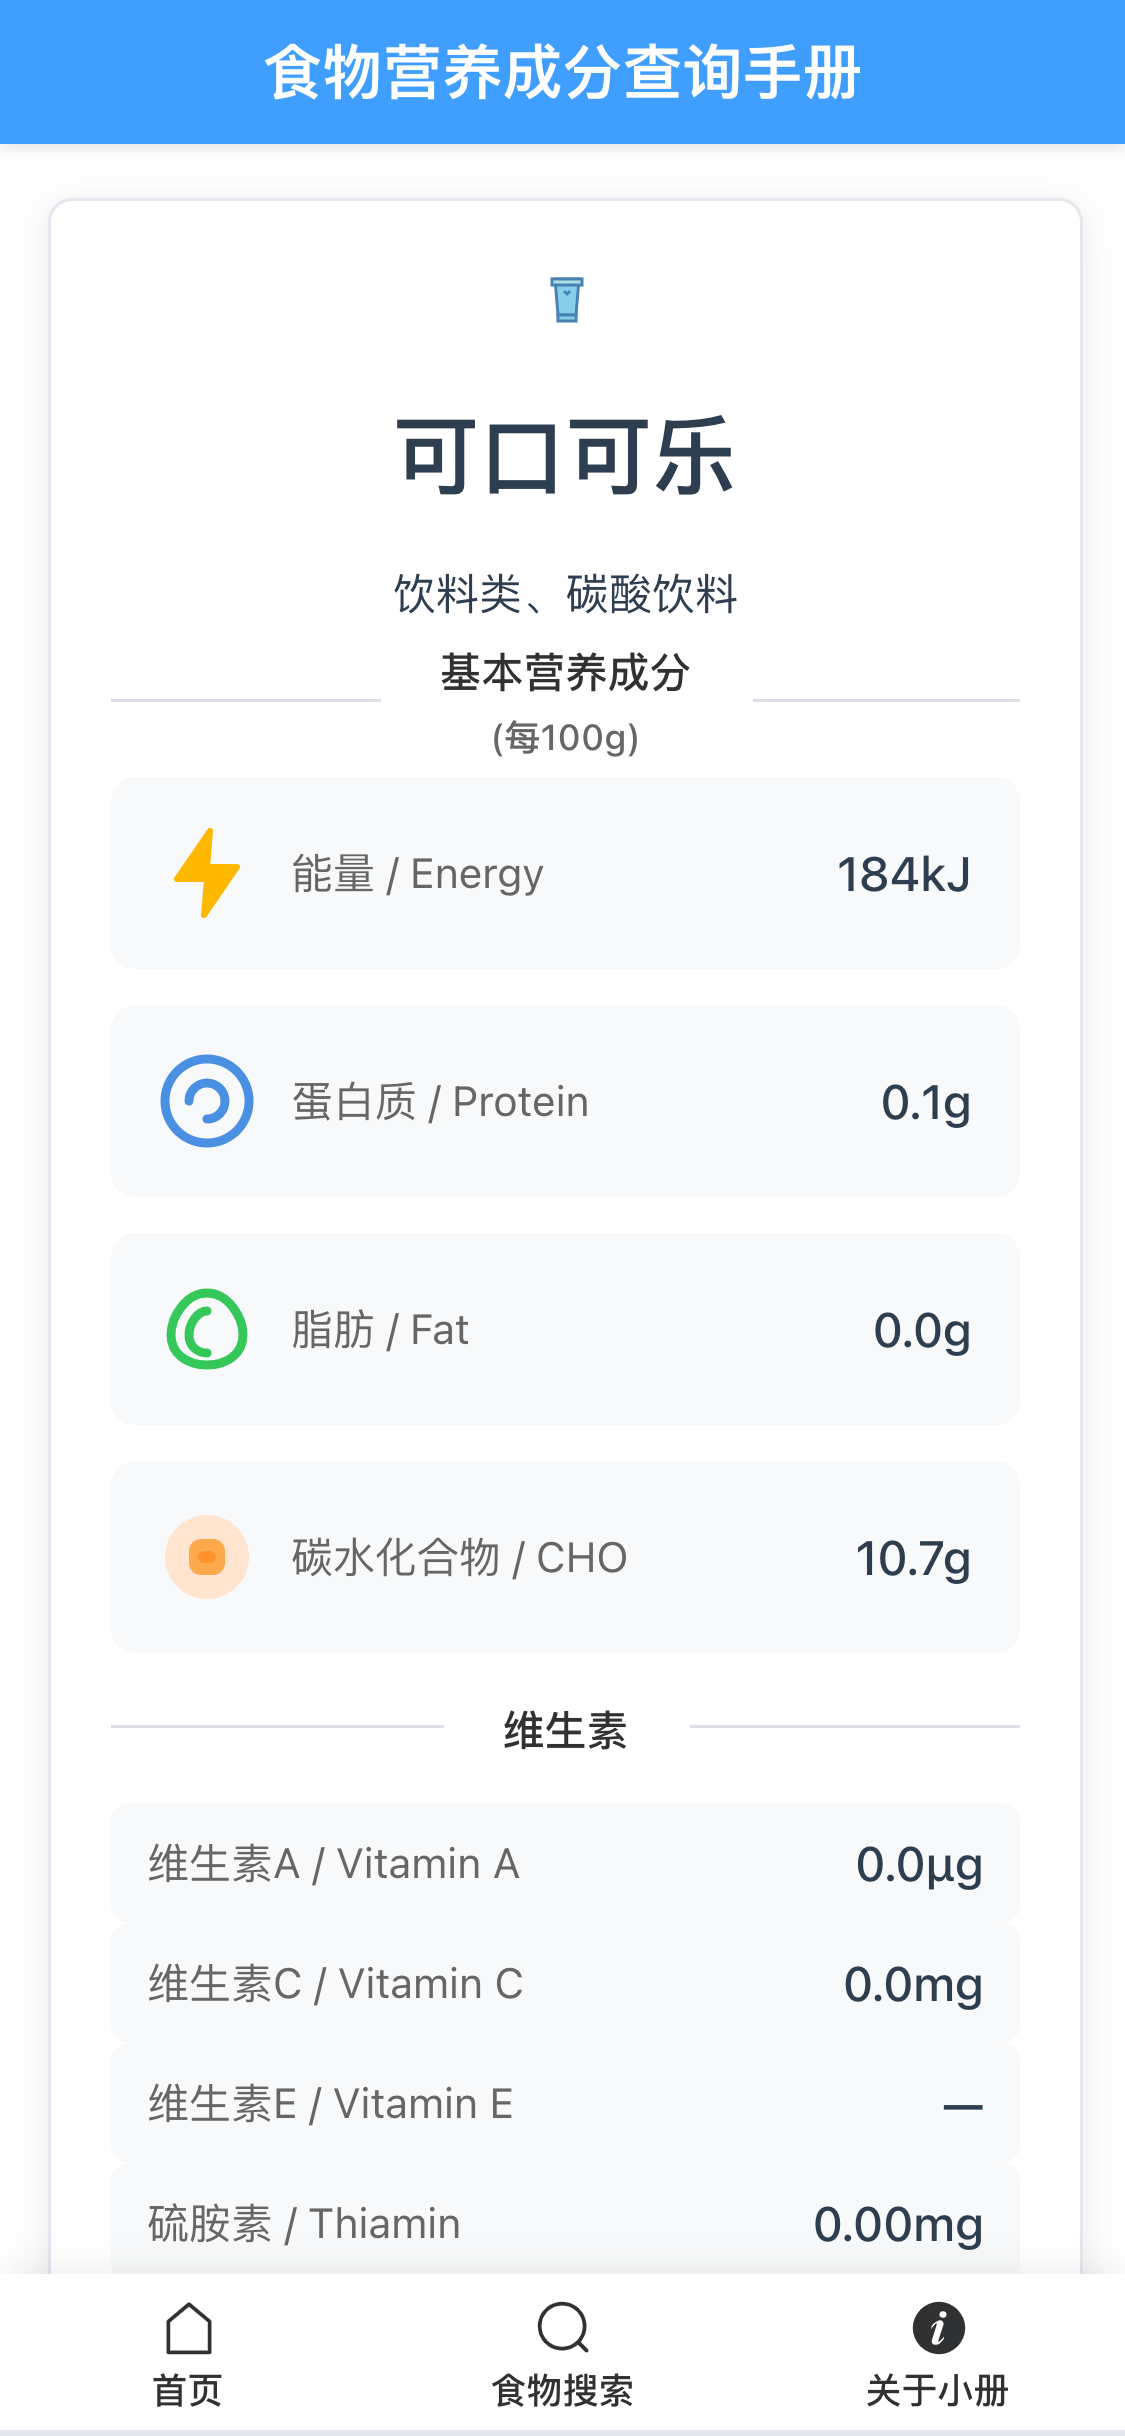 食物营养成分查询手册
可口可乐
饮料类、碳酸饮料
基本营养成分
(每100g)
能量 / Energy 184kJ
蛋白质 / Protein 0.1g
脂肪 / Fat 0.0g
碳水化合物 / CHO 10.7g
维生素
维生素A / Vitamin A 0.0μg
维生素C / Vitamin C 0.0mg
维生素E / Vitamin E —
硫胺素 / Thiamin 0.00mg
首页 食物搜索 关于小册